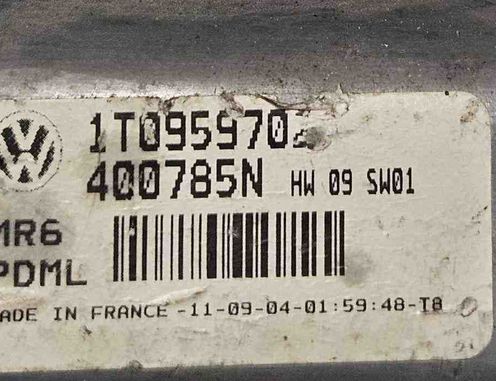 1T095970
400785N HW 09 SW01
MR6
PDML
ADE IN FRANCE -11-09-04-01:59:48-T8